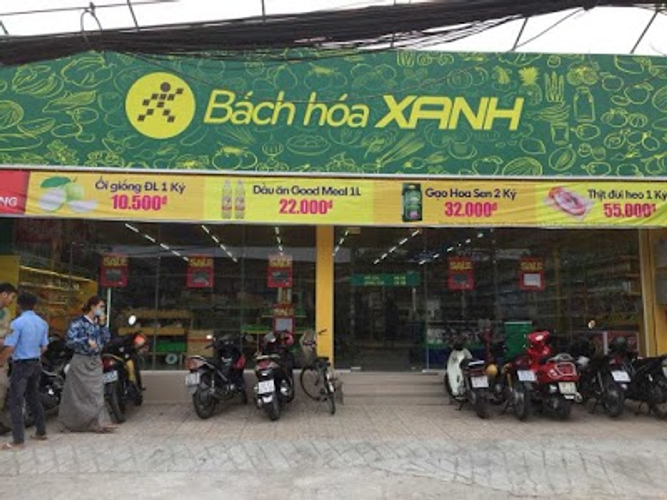 Bách hóa XANH
NG
Ổi giống ĐL 1 Ký
10.500đ
Dầu ăn Good Meal 1L
22.000đ
Gạo Hoa Sen 2 Ký
32.000đ
Thịt đùi heo 1 Ký
55.000đ
SALE
SALE
SALE
SALE
SALE